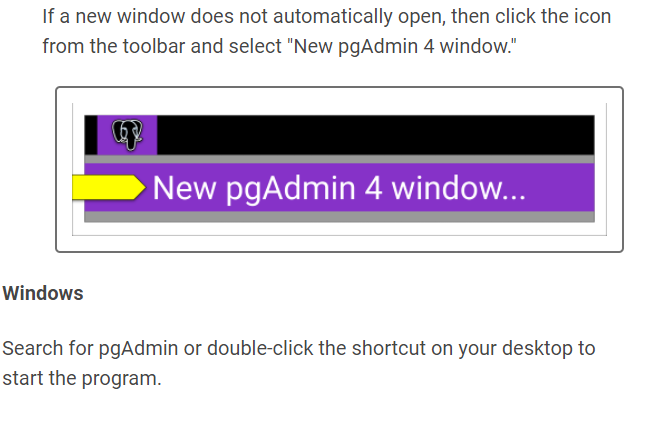 If a new window does not automatically open, then click the icon
from the toolbar and select "New pgAdmin 4 window."
New pgAdmin 4 window...
Windows
Search for pgAdmin or double-click the shortcut on your desktop to
start the program.